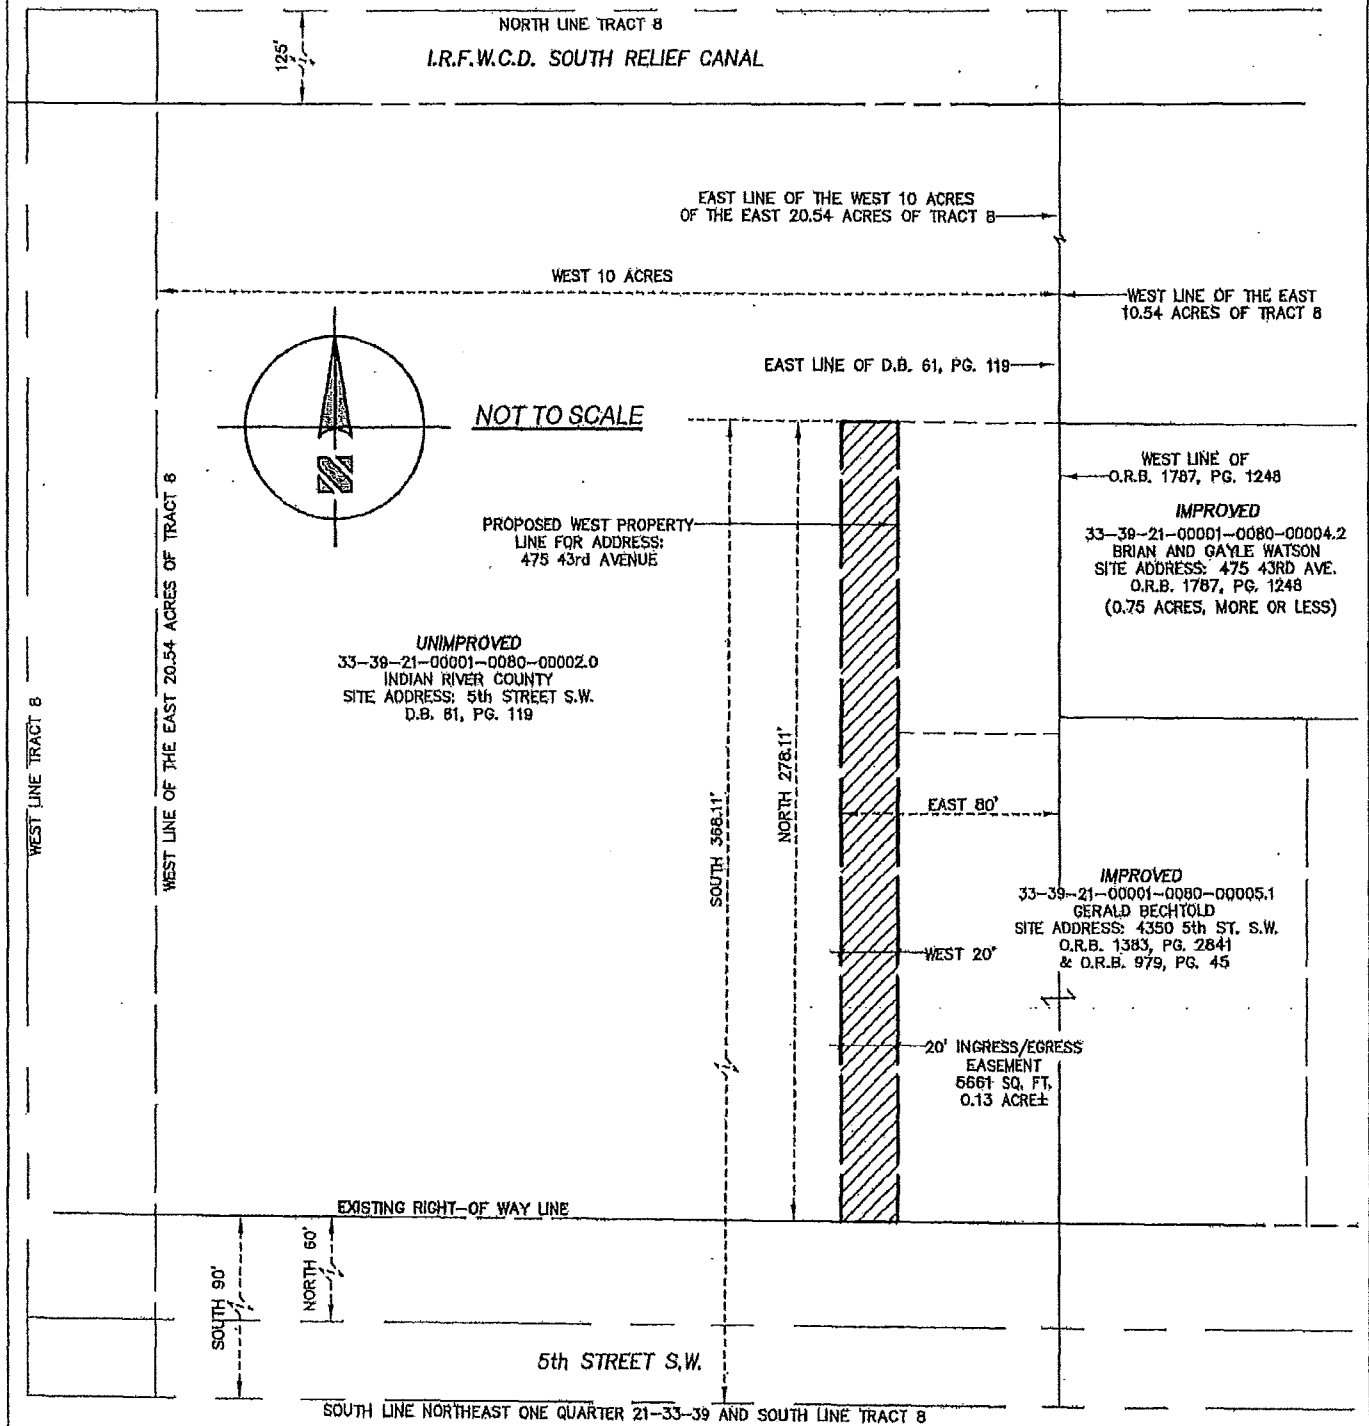 NORTH LINE TRACT 8
125'
I.R.F.W.C.D. SOUTH RELIEF CANAL
EAST LINE OF THE WEST 10 ACRES
OF THE EAST 20.54 ACRES OF TRACT 8
WEST 10 ACRES
WEST LINE OF THE EAST
10.54 ACRES OF TRACT 8
EAST LINE OF D.B. 61, PG. 119
NOT TO SCALE
N
WEST LINE OF
O.R.B. 1787, PG. 1248
IMPROVED
33-39-21-00001-0080-00004.2
BRIAN AND GAYLE WATSON
SITE ADDRESS: 475 43RD AVE.
O.R.B. 1787, PG. 1248
(0.75 ACRES, MORE OR LESS)
PROPOSED WEST PROPERTY
LINE FOR ADDRESS:
475 43rd AVENUE
UNIMPROVED
33-39-21-00001-0080-00002.0
INDIAN RIVER COUNTY
SITE ADDRESS: 5th STREET S.W.
D.B. 61, PG. 119
WEST LINE TRACT 8
WEST LINE OF THE EAST 20.54 ACRES OF TRACT 8
SOUTH 368.11'
NORTH 278.11'
EAST 80'
IMPROVED
33-39-21-00001-0080-00005.1
GERALD BECHTOLD
SITE ADDRESS: 4350 5th ST. S.W.
O.R.B. 1383, PG. 2841
& O.R.B. 979, PG. 45
WEST 20'
20' INGRESS/EGRESS
EASEMENT
5561 SQ. FT.
0.13 ACRE±
EXISTING RIGHT-OF WAY LINE
SOUTH 90'
NORTH 60'
5th STREET S.W.
SOUTH LINE NORTHEAST ONE QUARTER 21-33-39 AND SOUTH LINE TRACT 8